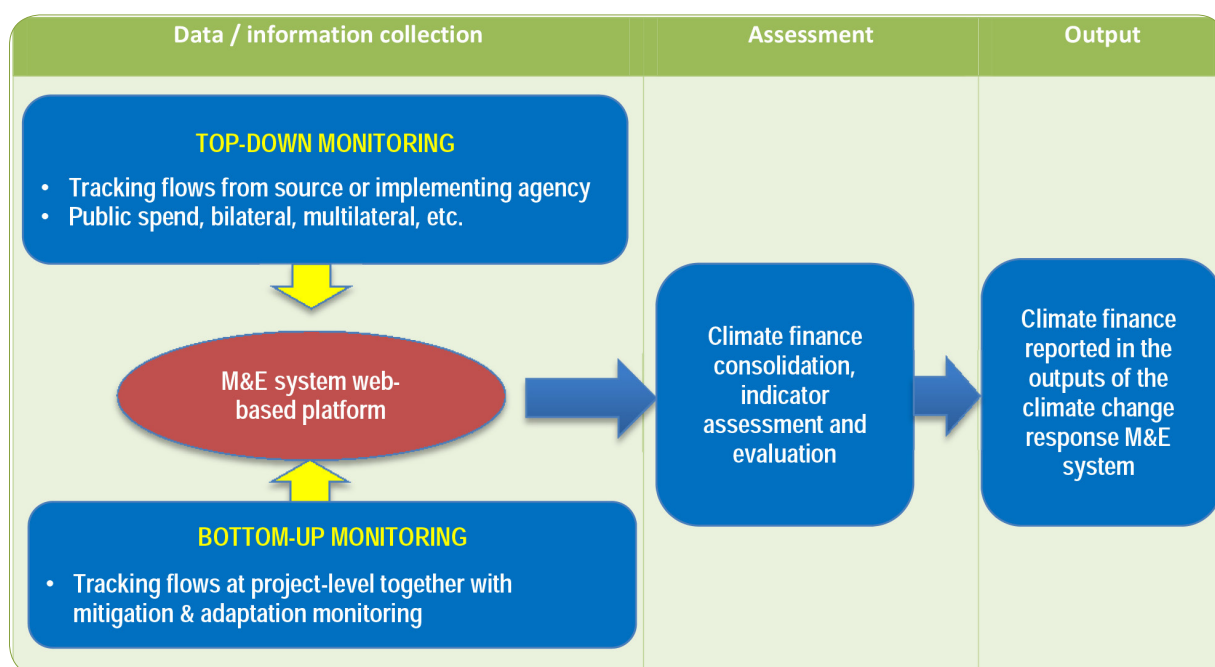 Data / information collection
Assessment
Output
TOP-DOWN MONITORING
• Tracking flows from source or implementing agency
• Public spend, bilateral, multilateral, etc.
M&E system web-
based platform
BOTTOM-UP MONITORING
• Tracking flows at project-level together with
mitigation & adaptation monitoring
Climate finance
consolidation,
indicator
assessment and
evaluation
Climate finance
reported in the
outputs of the
climate change
response M&E
system